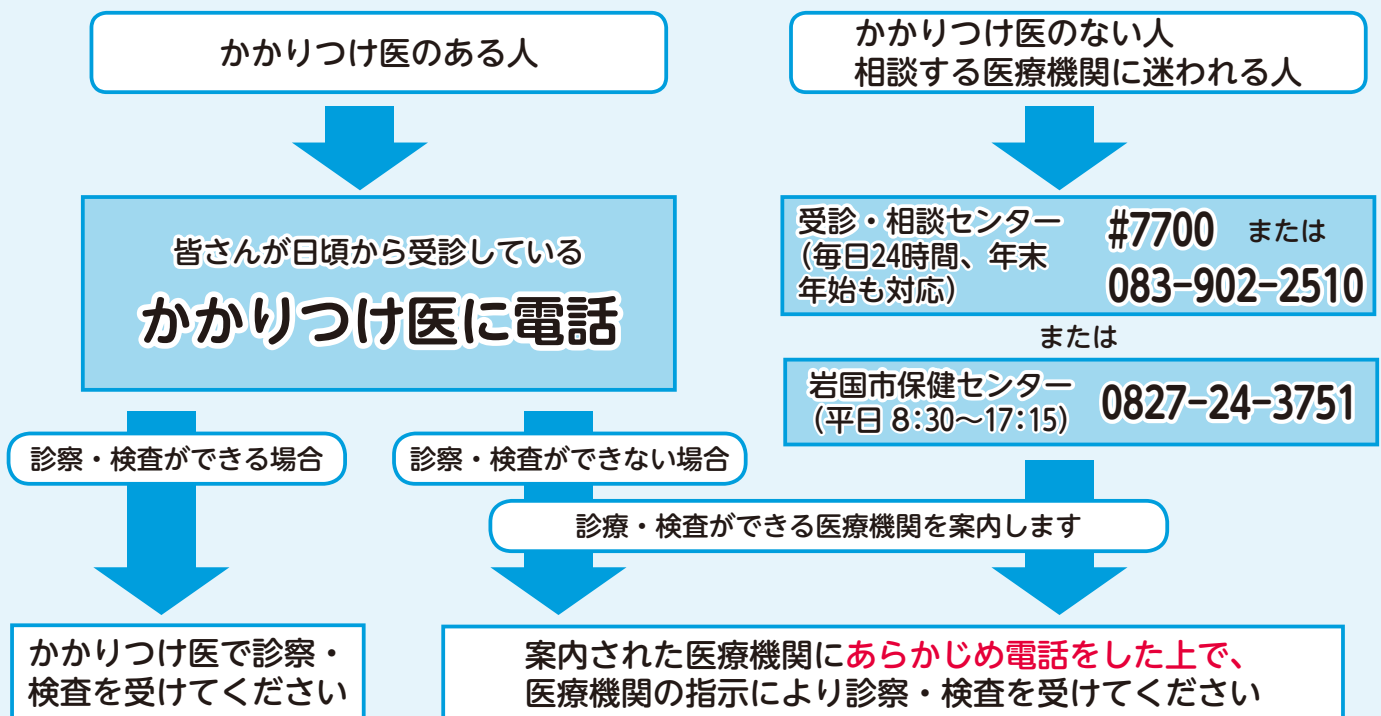 かかりつけ医のある人
かかりつけ医のない人
相談する医療機関に迷われる人
皆さんが日頃から受診している
かかりつけ医に電話
受診・相談センター
(毎日24時間、年末
年始も対応)
#7700 または
083-902-2510
または
岩国市保健センター
(平日 8:30〜17:15)
0827-24-3751
診察・検査ができる場合
診察・検査ができない場合
診療・検査ができる医療機関を案内します
かかりつけ医で診察・
検査を受けてください
案内された医療機関にあらかじめ電話をした上で、
医療機関の指示により診察・検査を受けてください